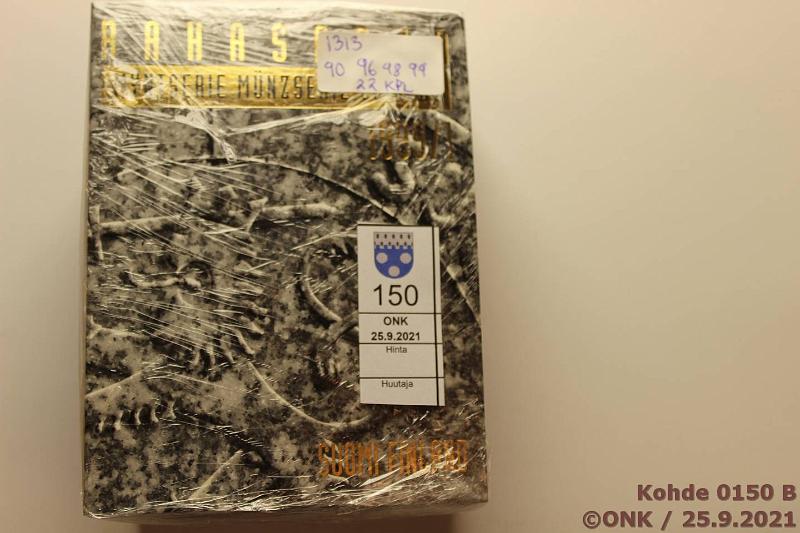 1313
90 96 98 99
22 KPL
MÜNZSERIE
150
ONK
25.9.2021
Hinta
Huutaja
SUOMI FINLAND
Kohde 0150 B
©ONK / 25.9.2021